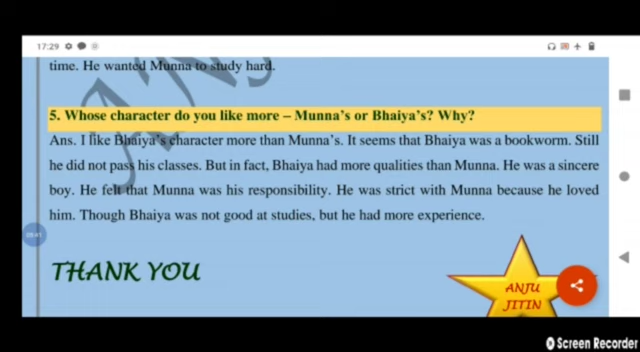 17:29
time. He wanted Munna to study hard.
5. Whose character do you like more – Munna's or Bhaiya's? Why?
Ans. I like Bhaiya's character more than Munna's. It seems that Bhaiya was a bookworm. Still
he did not pass his classes. But in fact, Bhaiya had more qualities than Munna. He was a sincere
boy. He felt that Munna was his responsibility. He was strict with Munna because he loved
him. Though Bhaiya was not good at studies, but he had more experience.
THANK YOU
ANJU
JITIN
Screen Recorder